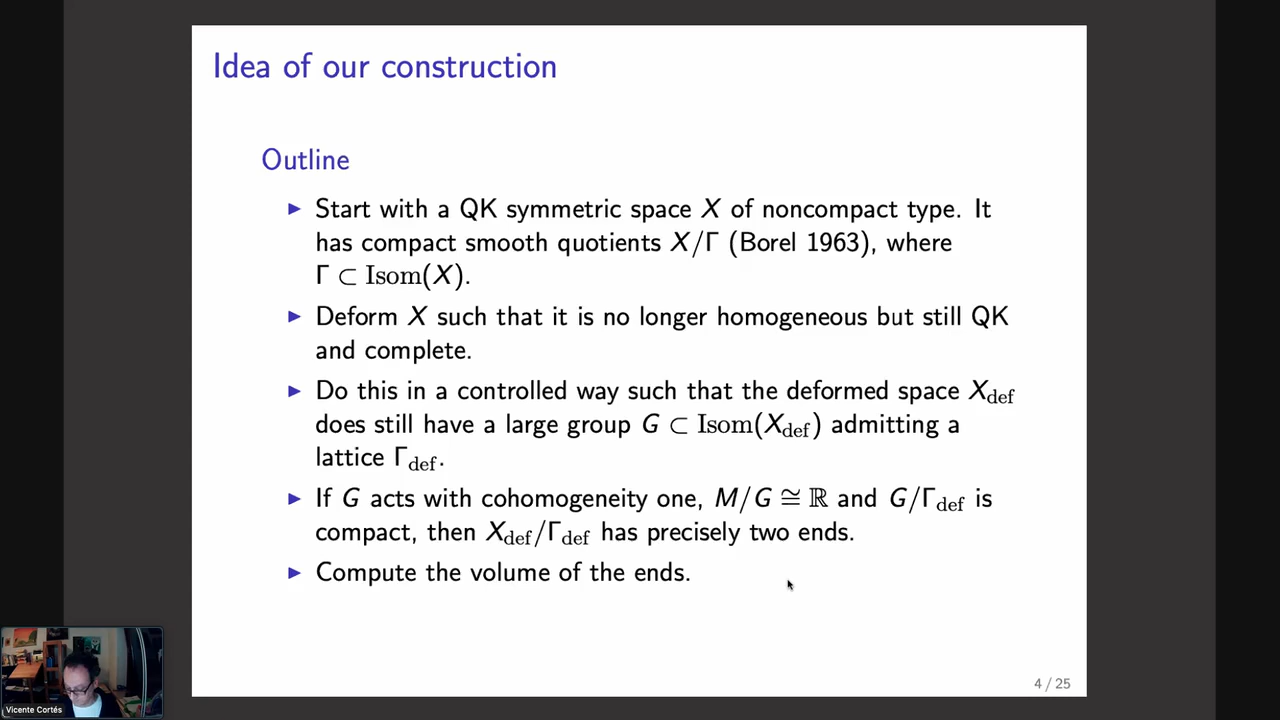 Idea of our construction
Outline
▶ Start with a QK symmetric space X of noncompact type. It
has compact smooth quotients X/Γ (Borel 1963), where
Γ ⊂ Isom(X).
▶ Deform X such that it is no longer homogeneous but still QK
and complete.
▶ Do this in a controlled way such that the deformed space X_def
does still have a large group G ⊂ Isom(X_def) admitting a
lattice Γ_def.
▶ If G acts with cohomogeneity one, M/G ≅ ℝ and G/Γ_def is
compact, then X_def/Γ_def has precisely two ends.
▶ Compute the volume of the ends.
4 / 25
Vicente Cortés